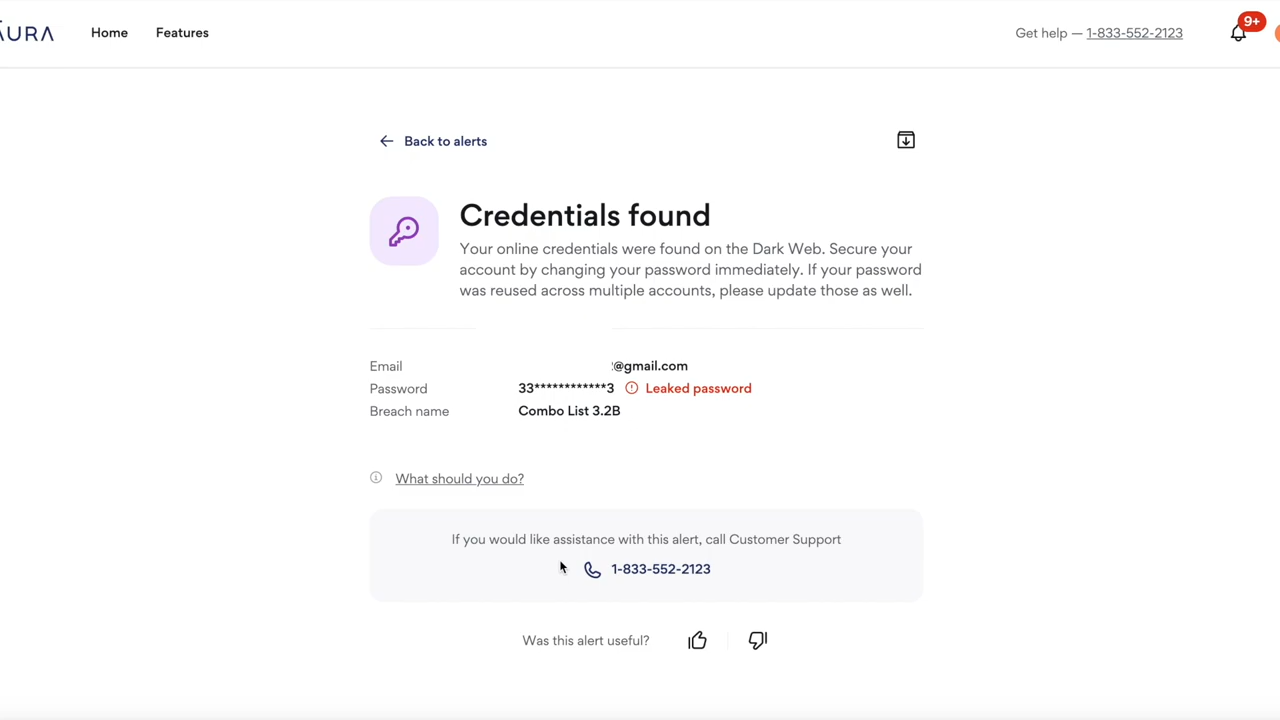 AURA Home Features Get help — 1-833-552-2123 9+
Back to alerts
Credentials found
Your online credentials were found on the Dark Web. Secure your
account by changing your password immediately. If your password
was reused across multiple accounts, please update those as well.
Email @gmail.com
Password 33************3 Leaked password
Breach name Combo List 3.2B
What should you do?
If you would like assistance with this alert, call Customer Support
1-833-552-2123
Was this alert useful?